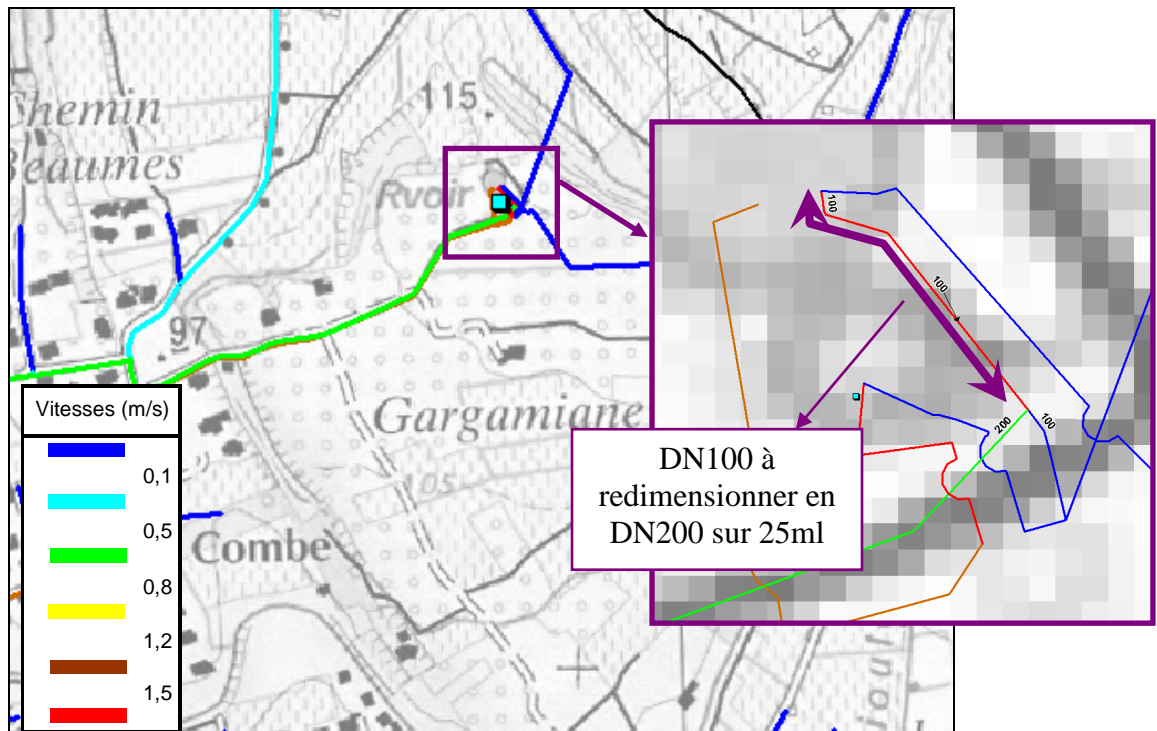 Chemin
Beaumes
115
Rvoir
97
Gargamiane
105
Combe
Vitesses (m/s)
0,1
0,5
0,8
1,2
1,5
100
100
200
100
DN100 à
redimensionner en
DN200 sur 25ml